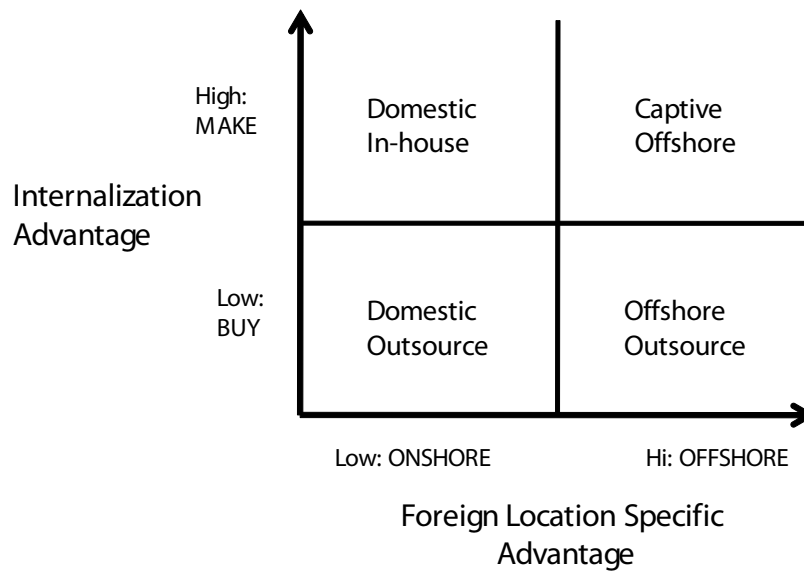 High:
MAKE
Domestic
In-house
Captive
Offshore
Internalization
Advantage
Low:
BUY
Domestic
Outsource
Offshore
Outsource
Low: ONSHORE
Hi: OFFSHORE
Foreign Location Specific
Advantage